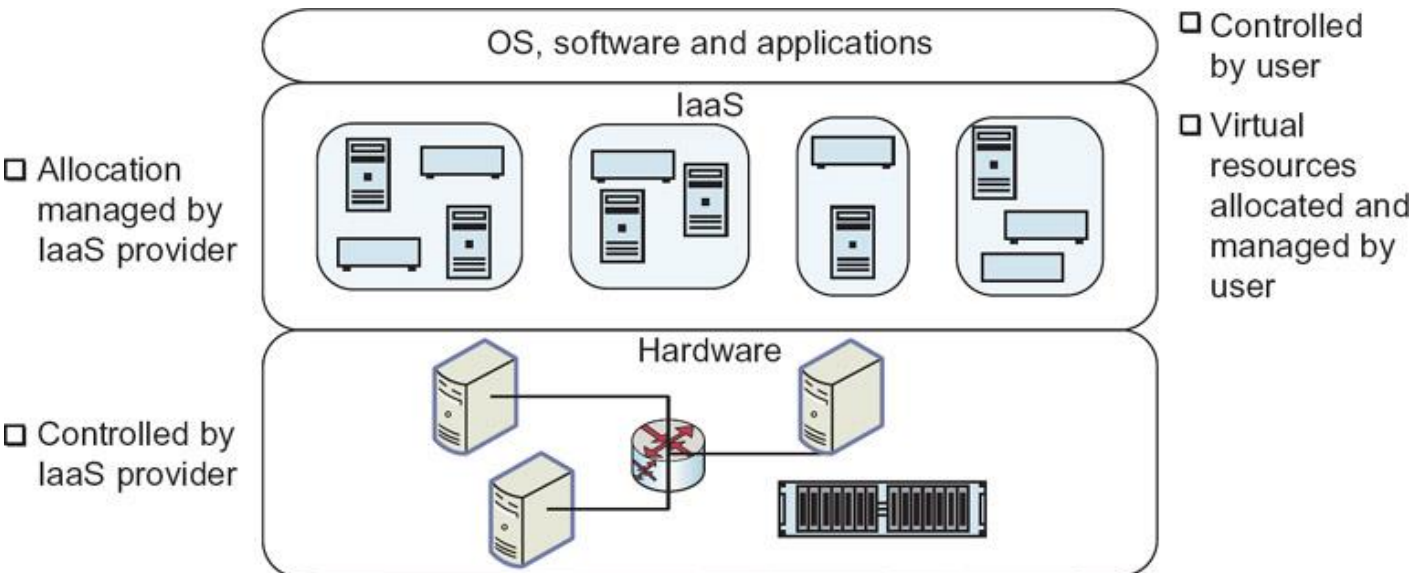 OS, software and applications
❑ Controlled
by user
IaaS
❑ Virtual
resources
allocated and
managed by
user
❑ Allocation
managed by
IaaS provider
Hardware
❑ Controlled by
IaaS provider